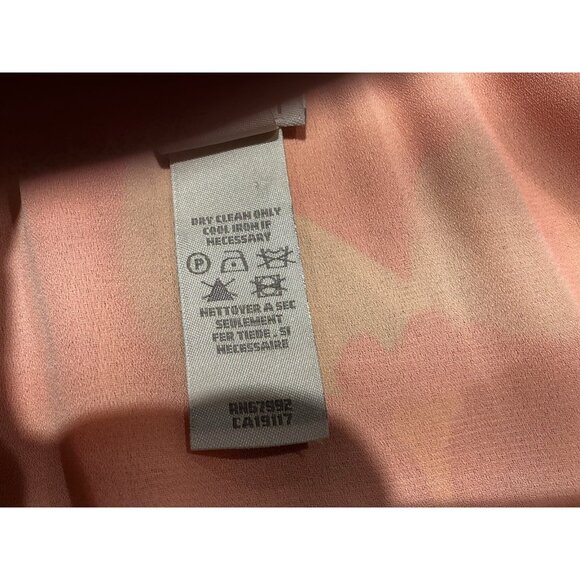 DRY CLEAN ONLY
COOL IRON IF
NECESSARY
P
NETTOYER A SEC
SEULEMENT
FER TIEDE . SI
NECESSAIRE
RN67992
CA19117